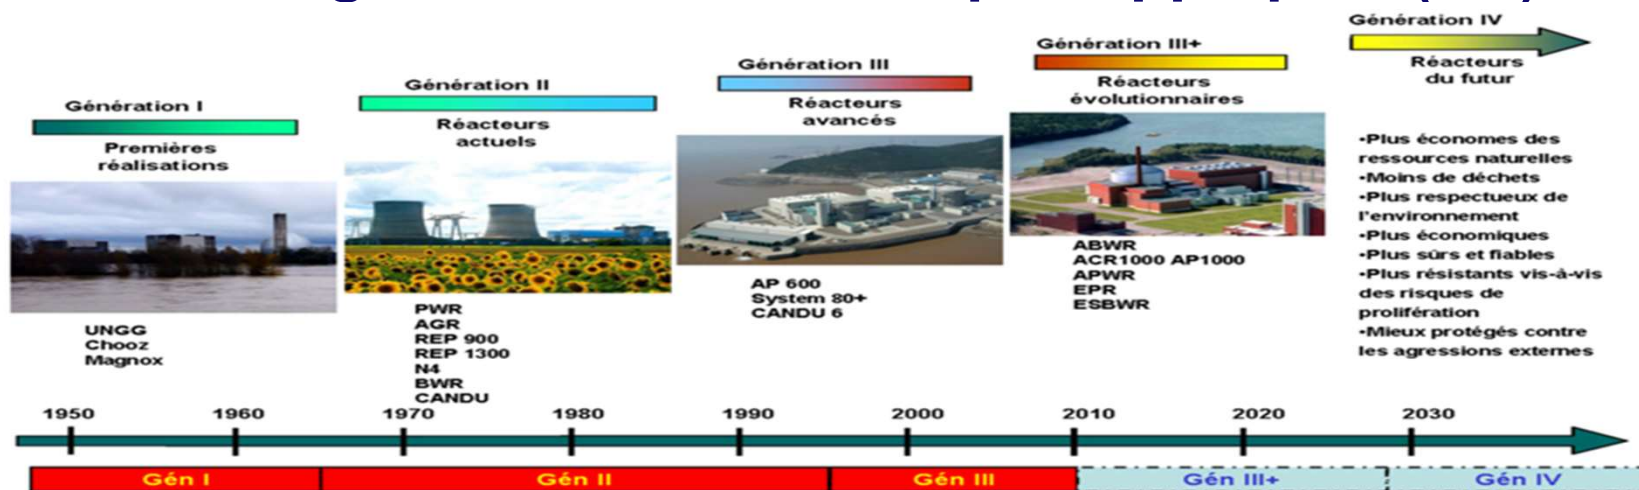 Génération I
Premières
réalisations
UNGG
Chooz
Magnox
Génération II
Réacteurs
actuels
PWR
AGR
REP 900
REP 1300
N4
BWR
CANDU
Génération III
Réacteurs
avancés
AP 600
System 80+
CANDU 6
Génération III+
Réacteurs
évolutionnaires
ABWR
ACR1000 AP1000
APWR
EPR
ESBWR
Génération IV
Réacteurs
du futur
•Plus économes des
ressources naturelles
•Moins de déchets
•Plus respectueux de
l'environnement
•Plus économiques
•Plus sûrs et fiables
•Plus résistants vis-à-vis
des risques de
prolifération
•Mieux protégés contre
les agressions externes
1950 1960 1970 1980 1990 2000 2010 2020 2030
Gén I Gén II Gén III Gén III+ Gén IV